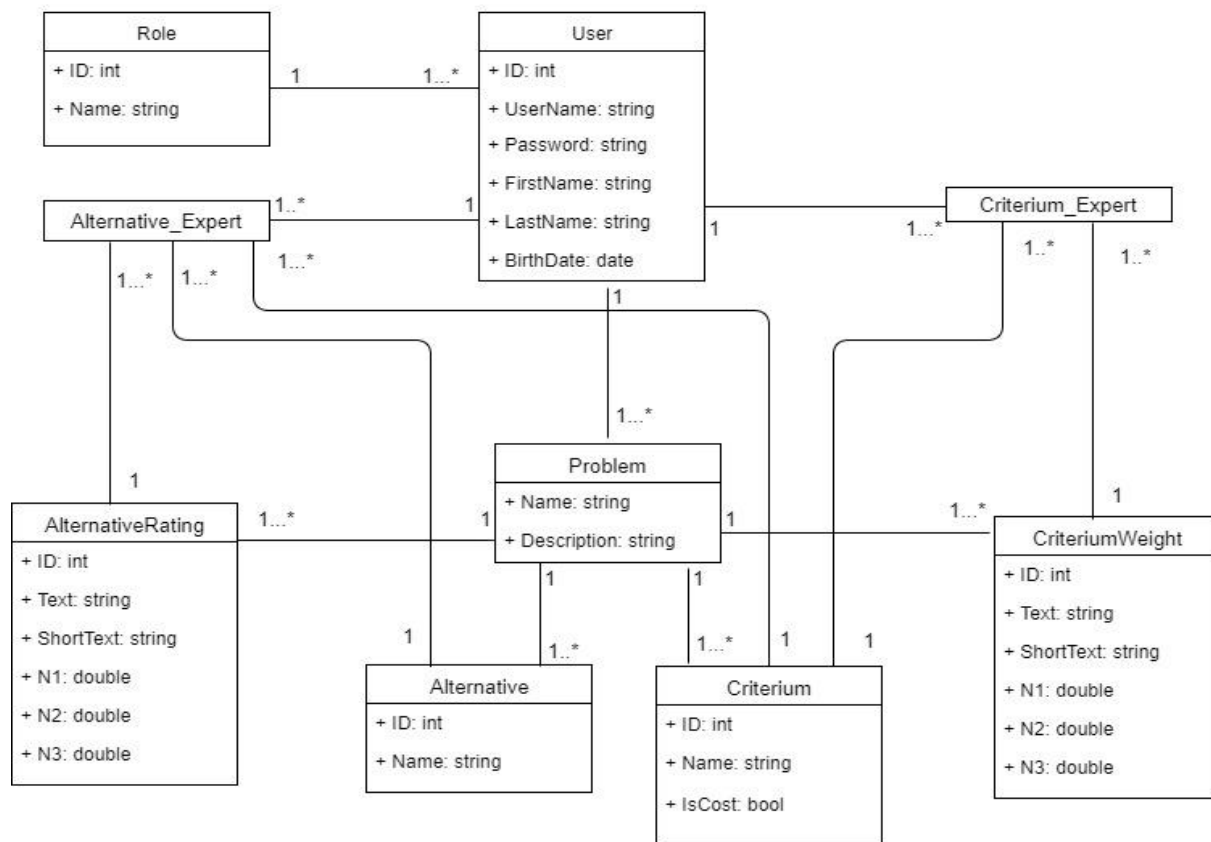 Role
+ ID: int
+ Name: string
1
1...*
User
+ ID: int
+ UserName: string
+ Password: string
+ FirstName: string
+ LastName: string
+ BirthDate: date
Alternative_Expert
1..*
1
Criterium_Expert
1
1...*
1...*
1...*
1...*
1..*
1..*
1
1...*
Problem
+ Name: string
+ Description: string
1
1...*
1
1
1...*
1
AlternativeRating
+ ID: int
+ Text: string
+ ShortText: string
+ N1: double
+ N2: double
+ N3: double
CriteriumWeight
+ ID: int
+ Text: string
+ ShortText: string
+ N1: double
+ N2: double
+ N3: double
1
1
1
1..*
1...*
1
1
Alternative
+ ID: int
+ Name: string
Criterium
+ ID: int
+ Name: string
+ IsCost: bool